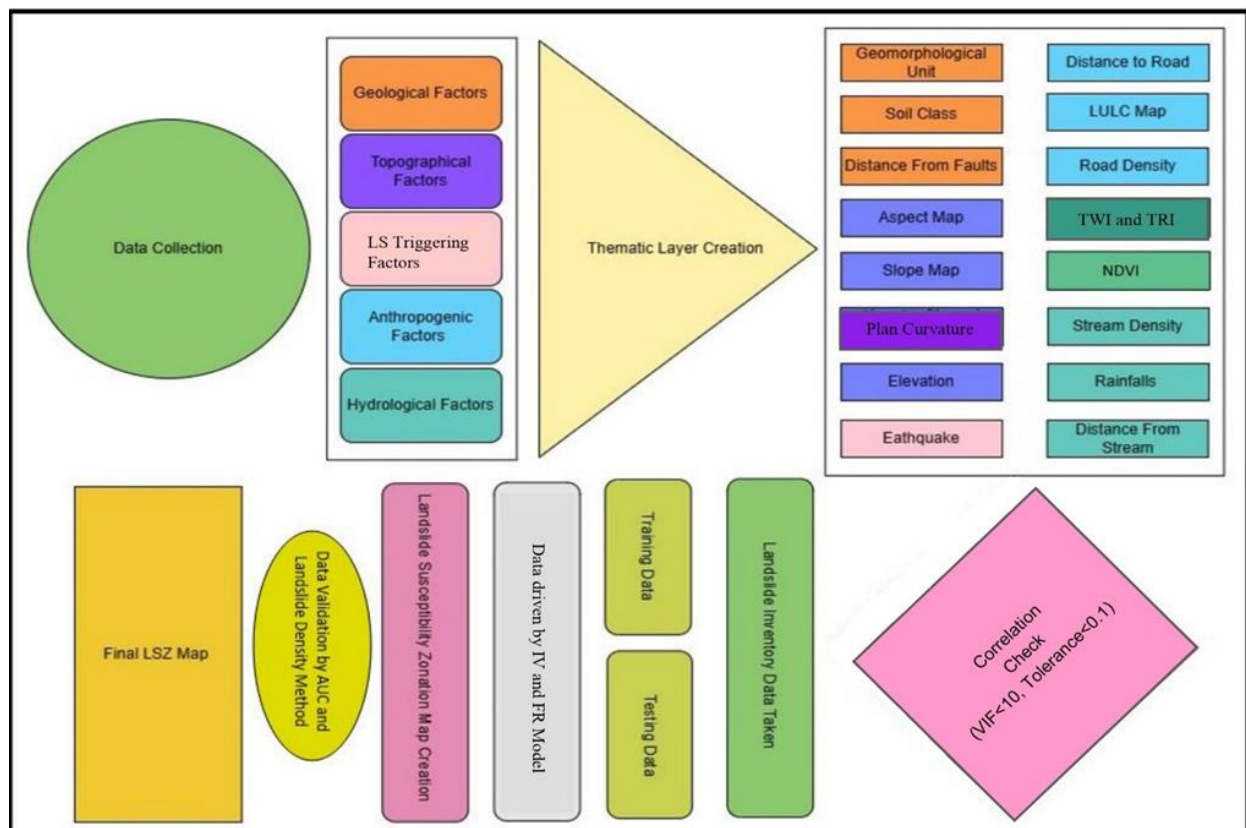 Data Collection
Geological Factors
Topographical
Factors
LS Triggering
Factors
Anthropogenic
Factors
Hydrological Factors
Thematic Layer Creation
Geomorphological
Unit
Soil Class
Distance From Faults
Aspect Map
Slope Map
Plan Curvature
Elevation
Eathquake
Distance to Road
LULC Map
Road Density
TWI and TRI
NDVI
Stream Density
Rainfalls
Distance From
Stream
Final LSZ Map
Data Validation by AUC and
Landslide Density Method
Landslide Susceptibility Zonation Map Creation
Data driven by IV and
FR Model
Training Data
Testing Data
Landslide Inventory Data Taken
Correlation
Check
(VIF<10, Tolerance<0.1)